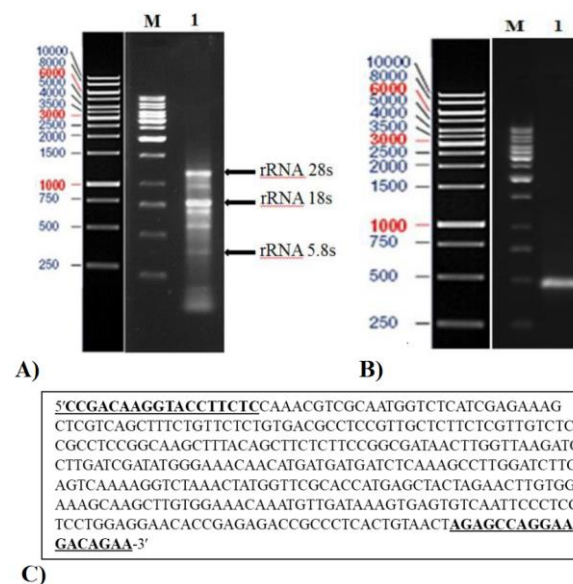 M 1
10000
8000
6000
5000
4000
3500
3000
2500
2000
1500
1000
750
500
250
rRNA 28s
rRNA 18s
rRNA 5.8s
A)
M 1
10000
8000
6000
5000
4000
3500
3000
2500
2000
1500
1000
750
500
250
B)
5'CCGACAAGGTACCTTCTCCAAACGTCGCAATGGTCTCATCGAGAAAG
CTCGTCAGCTTTCTGTTCTCTGTGACGCCTCCGTTGCTCTTCTCGTTGTCTC
CGCCTCCGGCAAGCTTTACAGCTTCTCTTCCGGCGATAACTTGGTTAAGATC
CTTGATCGATATGGGAAACAACATGATGATGATCTCAAAGCCTTGGATCTTC
AGTCAAAAGGTCTAAACTATGGTTCGCACCATGAGCTACTAGAACTTGTGG
AAAGCAAGCTTGTGGAAACAAATGTTGATAAAGTGAGTGTCAATTCCCTCG
TCCTGGAGGAACACCGAGAGACCGCCCTCACTGTAACTAGAGCCAGGAA
GACAGAA-3'
C)